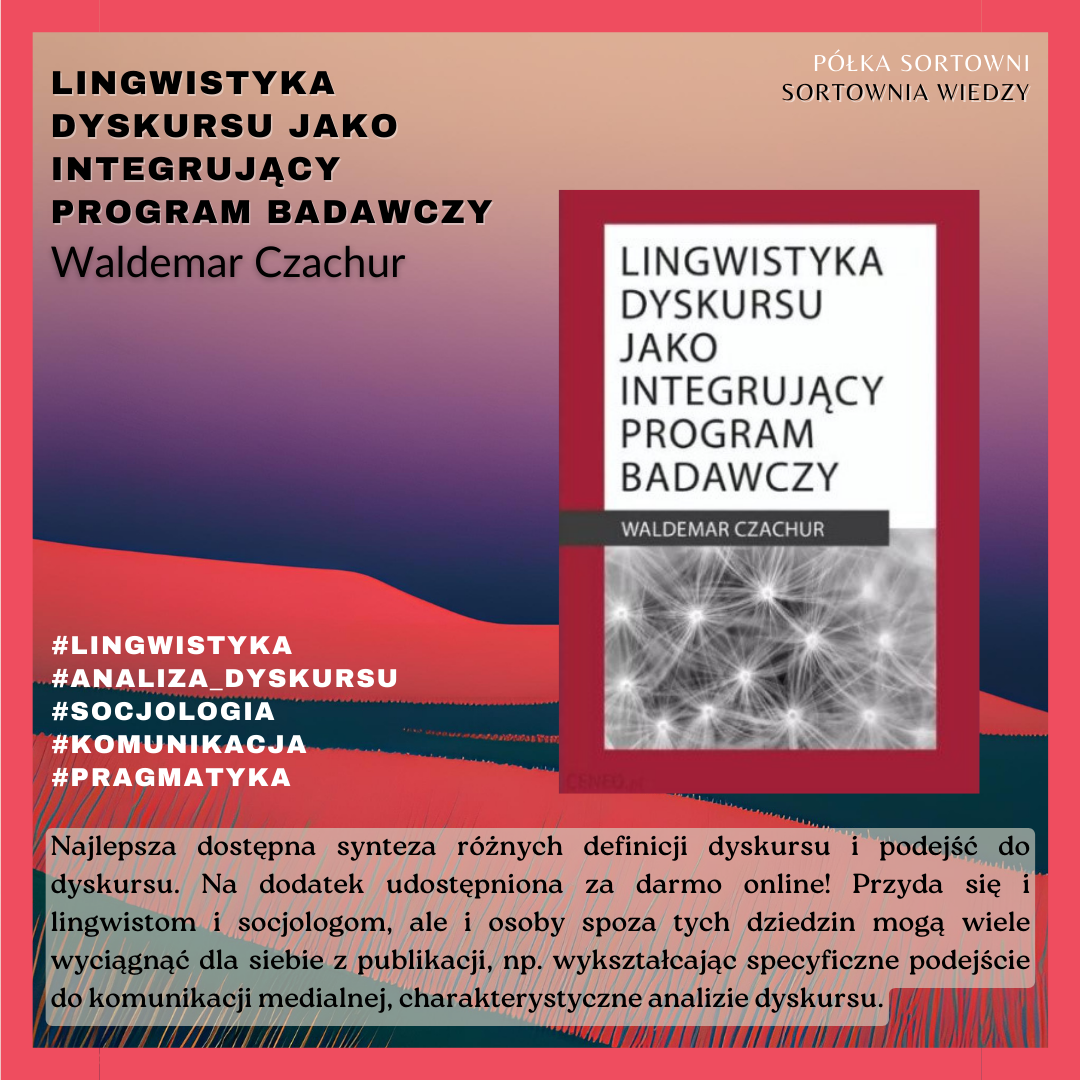 LINGWISTYKA
DYSKURSU JAKO
INTEGRUJĄCY
PROGRAM BADAWCZY
Waldemar Czachur
PÓŁKA SORTOWNI
SORTOWNIA WIEDZY
LINGWISTYKA
DYSKURSU
JAKO
INTEGRUJĄCY
PROGRAM
BADAWCZY
WALDEMAR CZACHUR
CENEO.pl
#LINGWISTYKA
#ANALIZA_DYSKURSU
#SOCJOLOGIA
#KOMUNIKACJA
#PRAGMATYKA
Najlepsza dostępna synteza różnych definicji dyskursu i podejść do
dyskursu. Na dodatek udostępniona za darmo online! Przyda się i
lingwistom i socjologom, ale i osoby spoza tych dziedzin mogą wiele
wyciągnąć dla siebie z publikacji, np. wykształcając specyficzne podejście
do komunikacji medialnej, charakterystyczne analizie dyskursu.